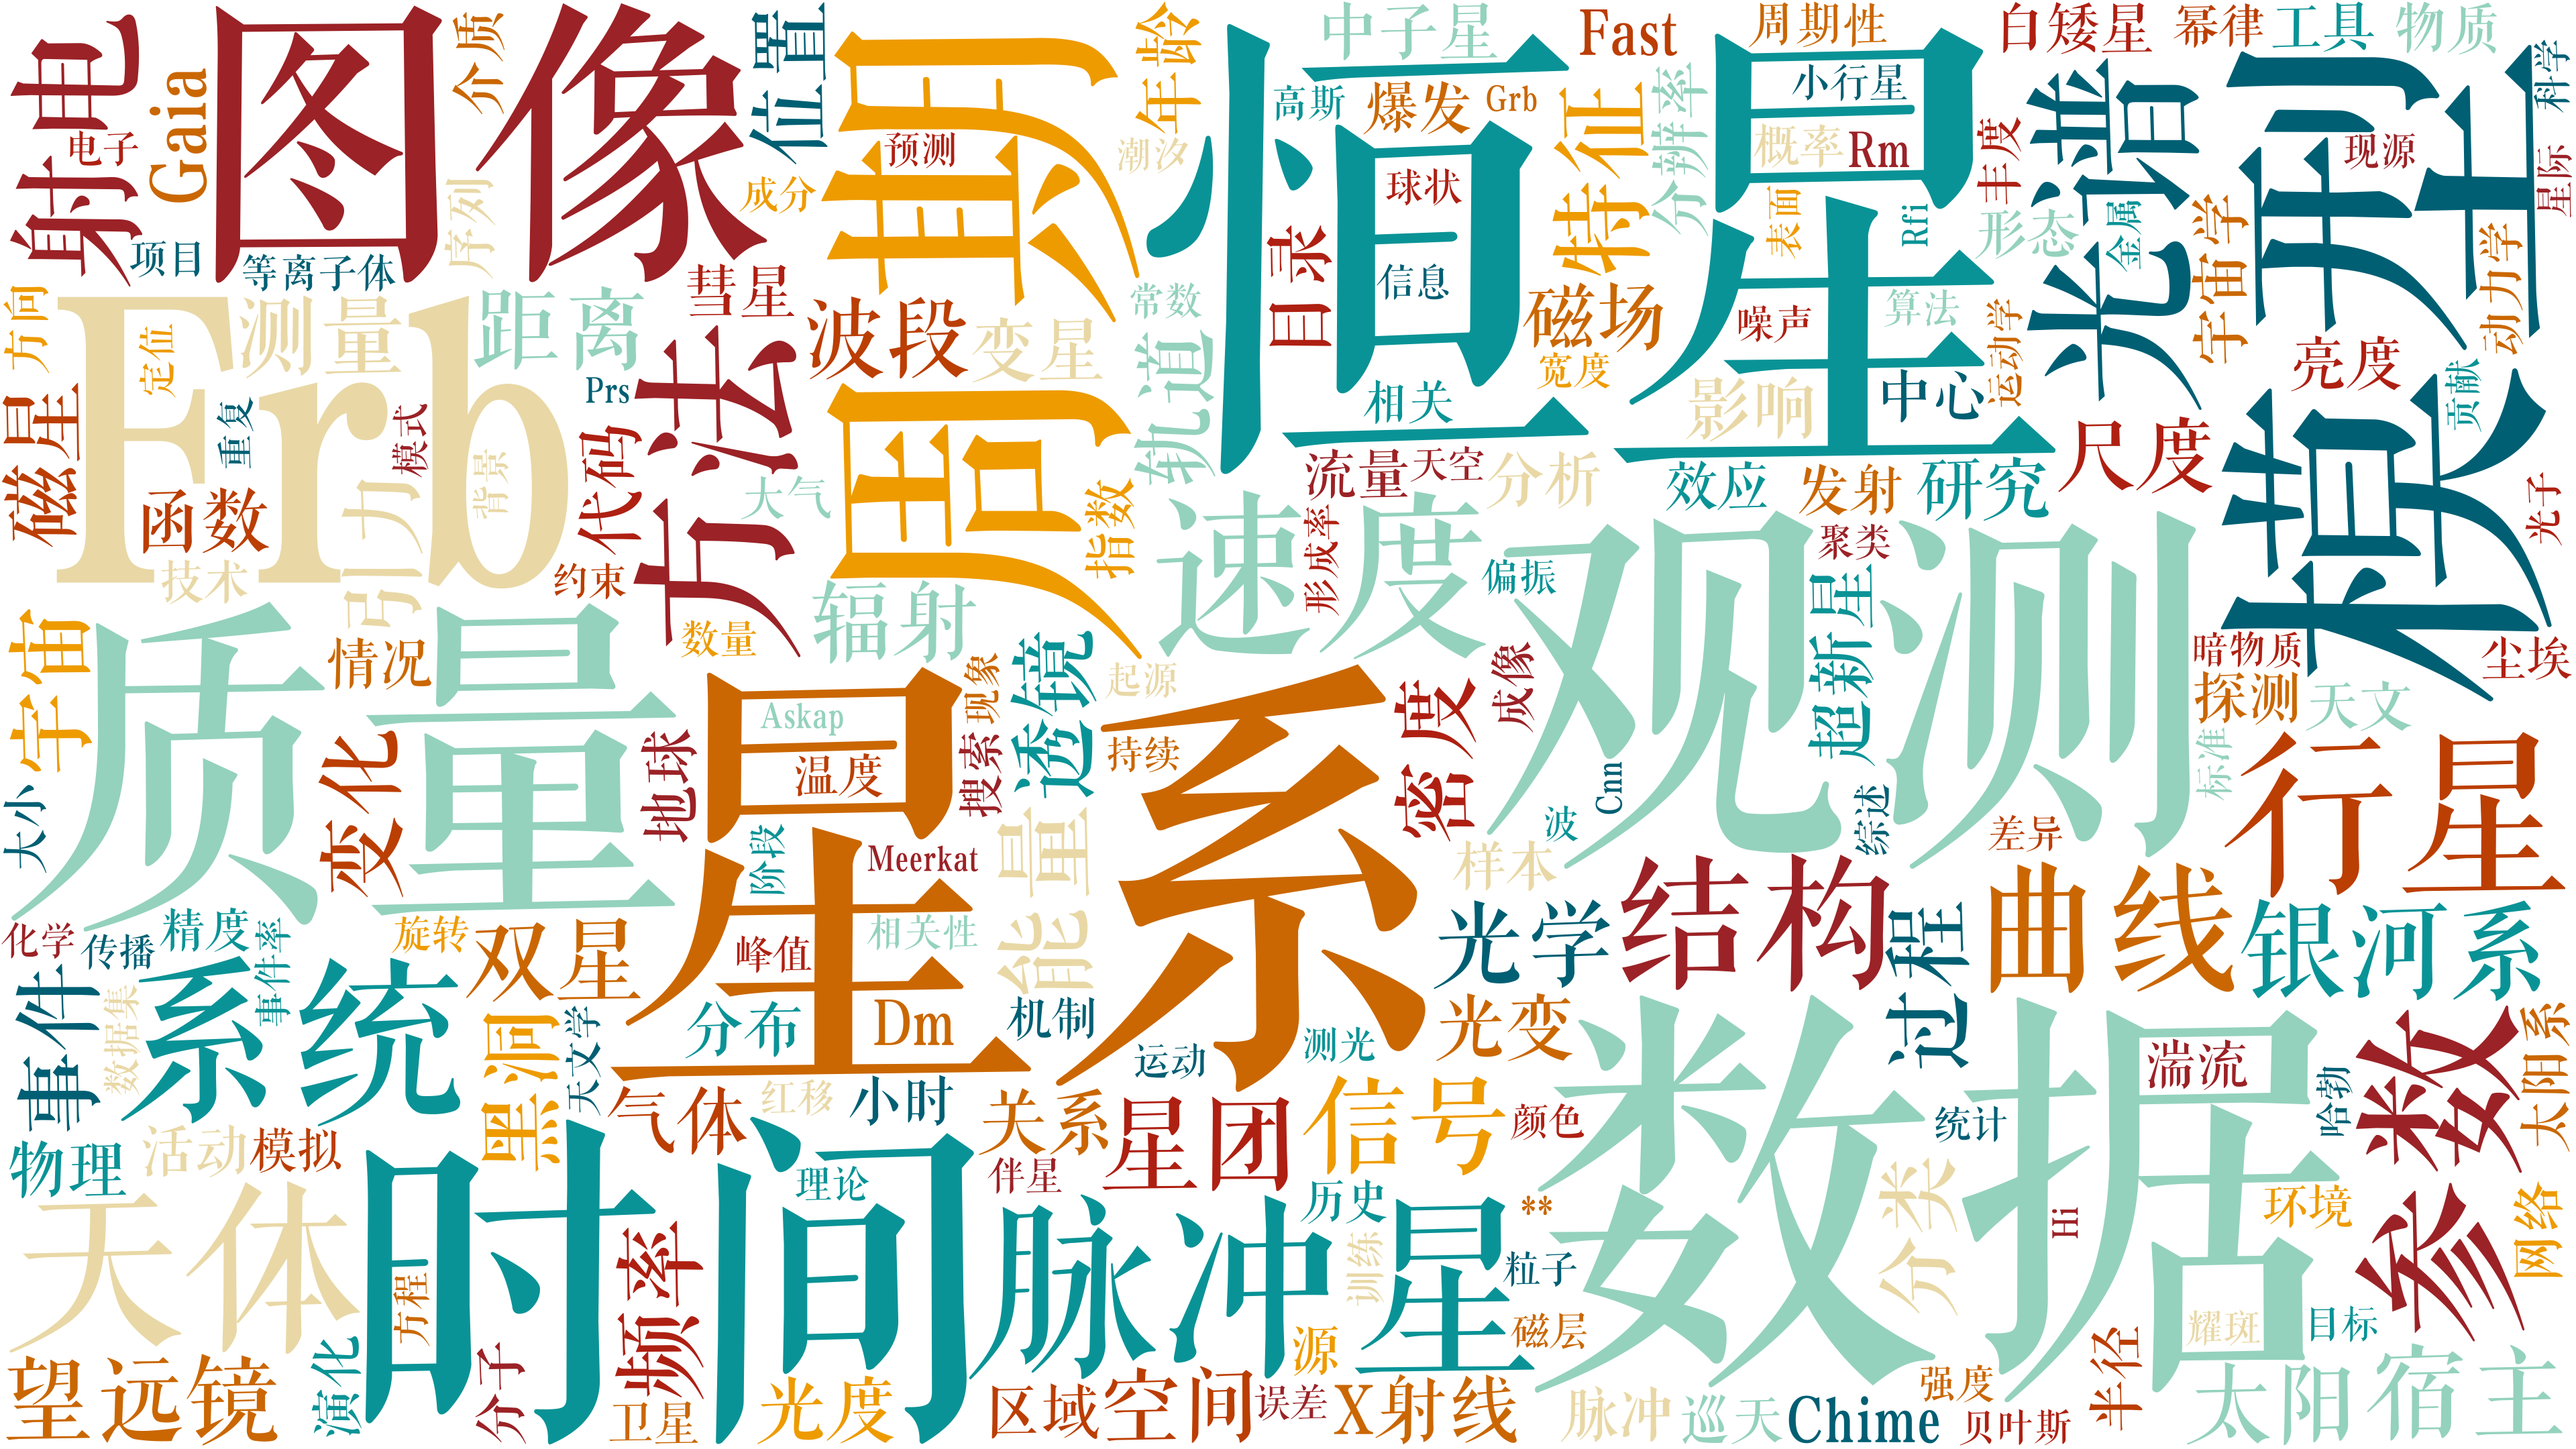 射电
电子
Gaia
图像
介质
位置
周期
预测
年龄
潮汐
成分
序列
项目
等离子体
彗星
中子星
高斯
爆发
Grb
Fast
恒星
特征
分辨率
周期性
小行星
概率
Rm
表面
Rfi
白矮星
幂律
工具
物质
丰度
形态
光谱
金属
模型
现源
科学
星际
宇宙学
动力学
球状
目录
信息
磁场
宽度
噪声
算法
运动学
常数
轨道
方向
定位
测量
距离
波段
变星
Frb
Prs
方法
磁星
重复
模式
背景
引力
代码
大气
指数
函数
技术
约束
相关
影响
中心
亮度
贡献
流量
天空
分析
效应
发射
研究
尺度
光子
速度
形成率
偏振
观测
聚类
超新星
宇宙
质量
情况
数量
辐射
透镜
现象
起源
成像
暗物质
尘埃
探测
天文
变化
地球
星系
Askap
温度
搜索
持续
密度
波
Cnn
综述
标准
行星
大小
阶段
Meerkat
能量
样本
差异
化学
传播
精度
事件率
旋转
双星
峰值
相关性
光学
结构
过程
曲线
银河系
事件
数据集
系统
黑洞
天文学
分布
Dm
机制
运动
测光
光变
数据
湍流
哈勃
参数
太阳系
气体
红移
小时
关系
星团
信号
颜色
统计
物理
活动
模拟
时间
理论
伴星
历史
**
脉冲星
分类
Hi
环境
网络
天体
方程
频率
训练
粒子
源
磁层
耀斑
目标
望远镜
演化
分子
卫星
光度
区域
空间
误差
X射线
脉冲
巡天
Chime
强度
贝叶斯
半径
太阳
宿主